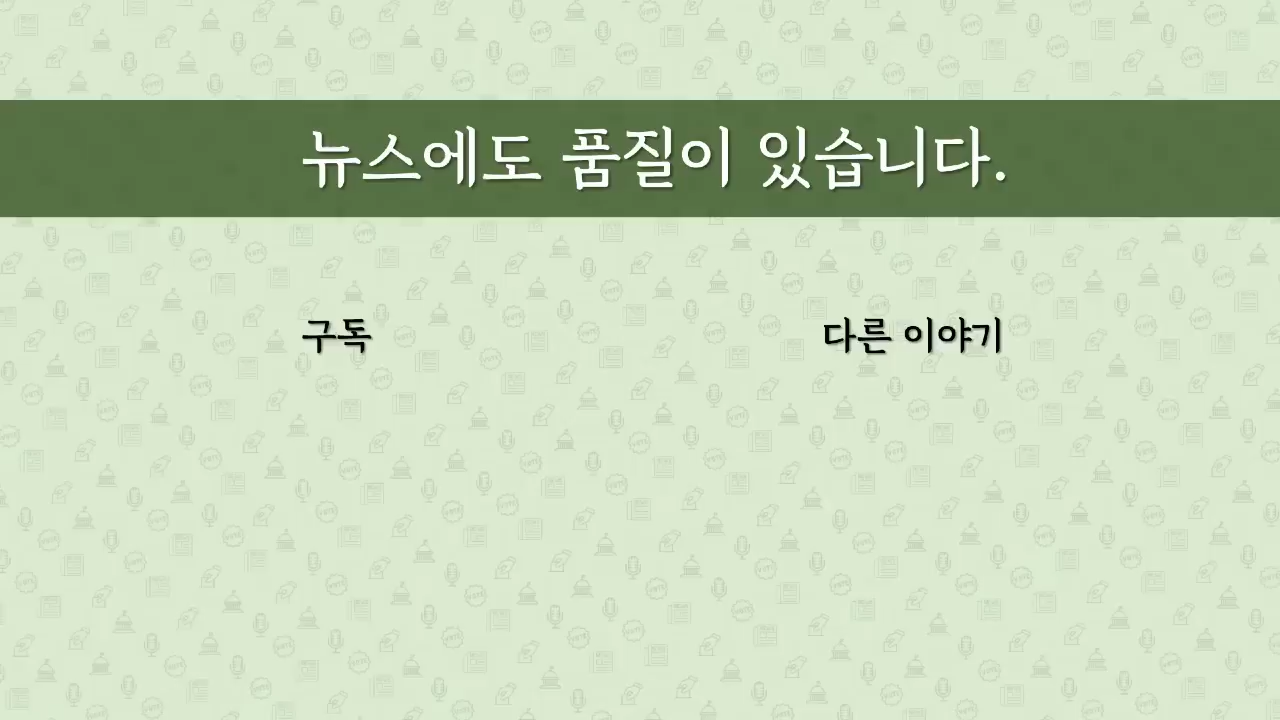 뉴스에도 품질이 있습니다.
구독
다른 이야기